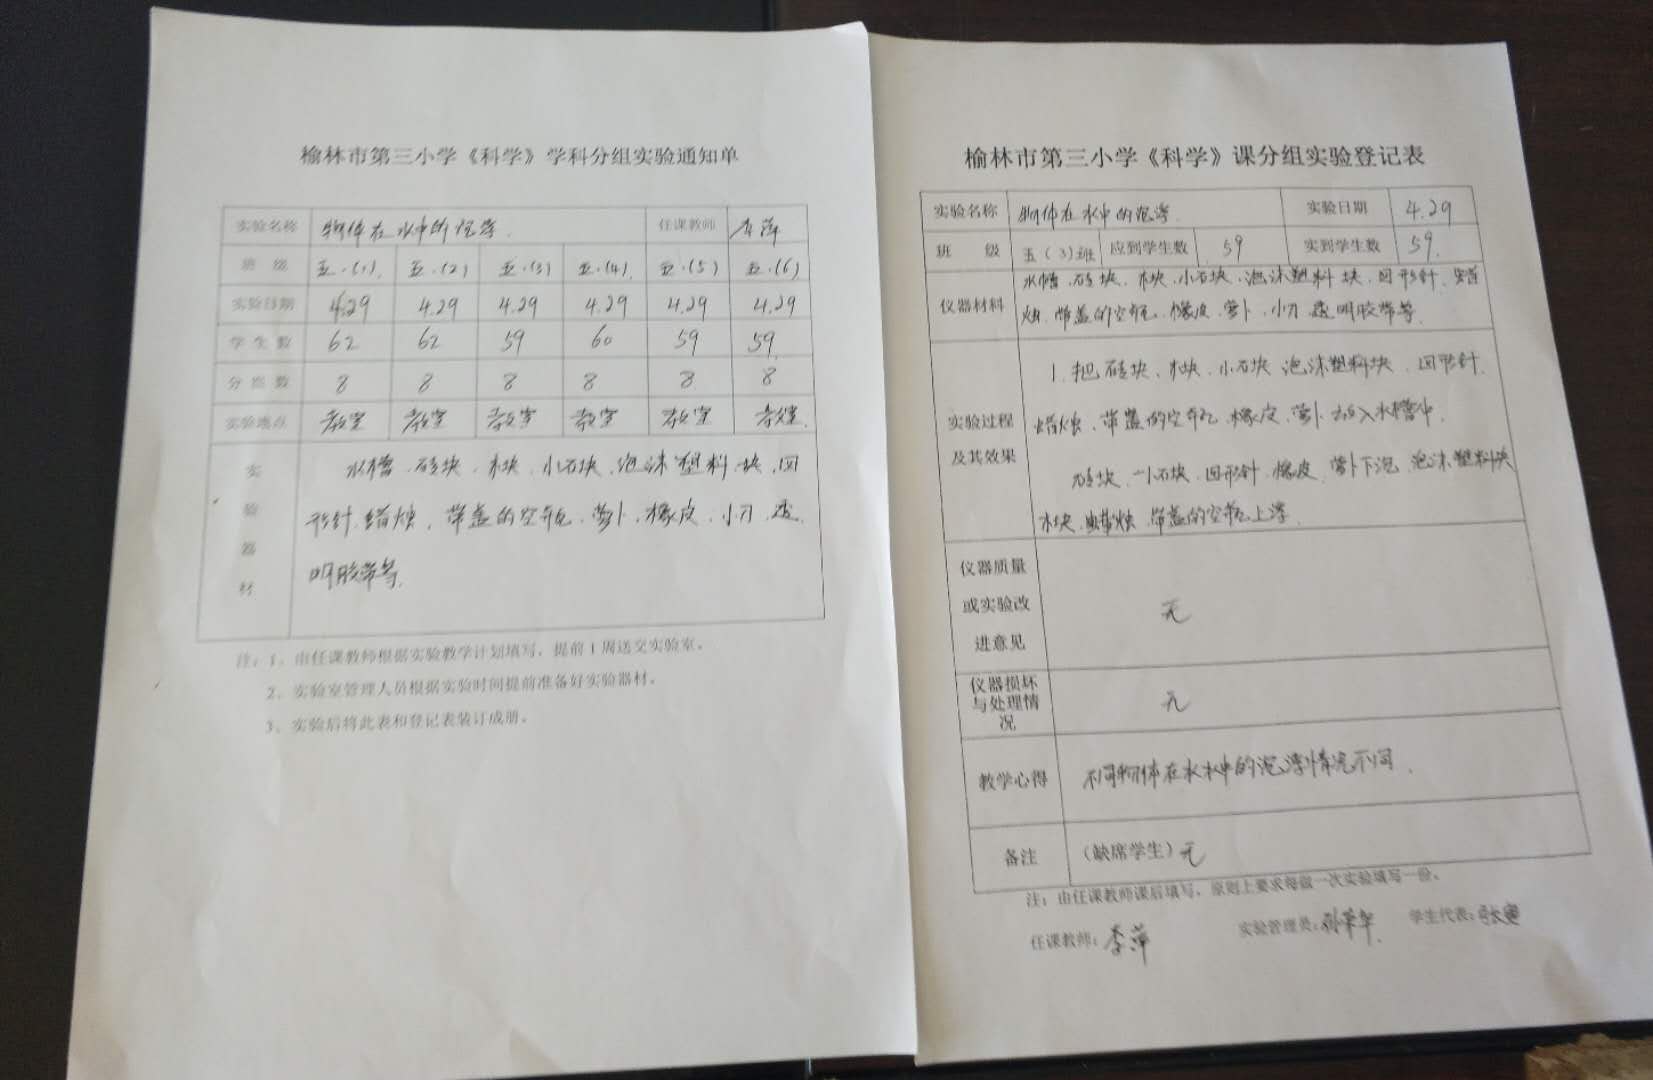 榆林市第三小学《科学》学科分组实验通知单
实验名称 物体在水中的沉浮. 任课教师 李萍
班级 五.(1). 五.(2) 五.(3) 五.(4). 五.(5) 五.(6)
实验日期 4.29 4.29 4.29 4.29 4.29 4.29
学生数 62 62 59 60 59 59.
分组数 8 8 8 8 8 8
实验地点 教室 教室 教室 教室 教室 教室.
实验器材
水槽、砖块、木块、小石块、泡沫塑料块、回
形针、蜡烛、带盖的空瓶、萝卜、橡皮、小刀、透
明胶带等.
注：1、由任课教师根据实验教学计划填写，提前1周送交实验室。
2、实验室管理人员根据实验时间提前准备好实验器材。
3、实验后将此表和登记表装订成册。
榆林市第三小学《科学》课分组实验登记表
实验名称 物体在水中的沉浮. 实验日期 4.29
班级 五（3）班 应到学生数 59 实到学生数 59.
仪器材料
水槽、砖块、木块、小石块、泡沫塑料块、回形针、蜡
烛、带盖的空瓶、橡皮、萝卜、小刀、透明胶带等.
实验过程
及其效果
1.把砖块、木块、小石块、泡沫塑料块、回形针、
蜡烛、带盖的空瓶、橡皮、萝卜放入水槽中.
砖块、小石块、回形针、橡皮、萝卜下沉，泡沫塑料块
木块、蜡烛、带盖的空瓶上浮.
仪器质量
或实验改
进意见
无
仪器损坏
与处理情
况
无
教学心得 不同物体在水水中的沉浮情况不同.
备注 （缺席学生）无
注：由任课教师课后填写，原则上要求每做一次实验填写一份。
任课教师：李萍 实验管理员： 学生代表：